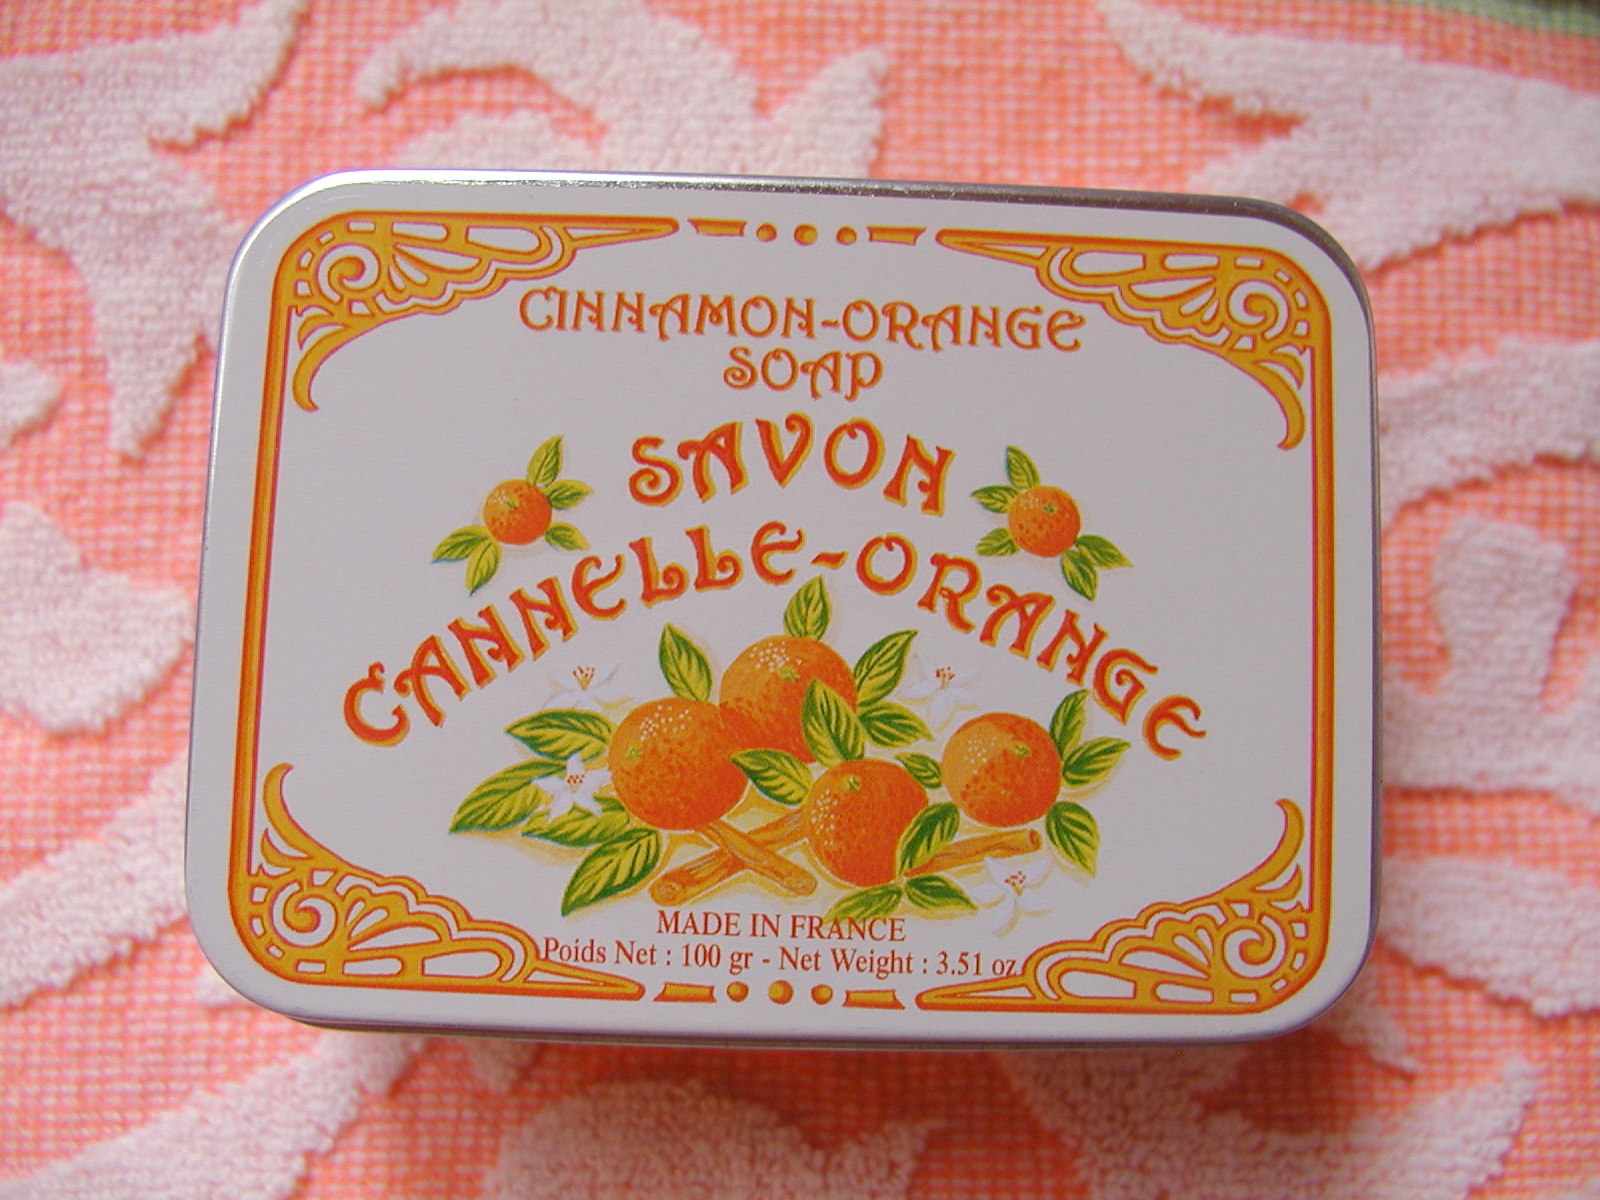 CINNAMON-ORANGE
SOAP
SAVON
CANNELLE-ORANGE
MADE IN FRANCE
Poids Net : 100 gr - Net Weight : 3.51 oz